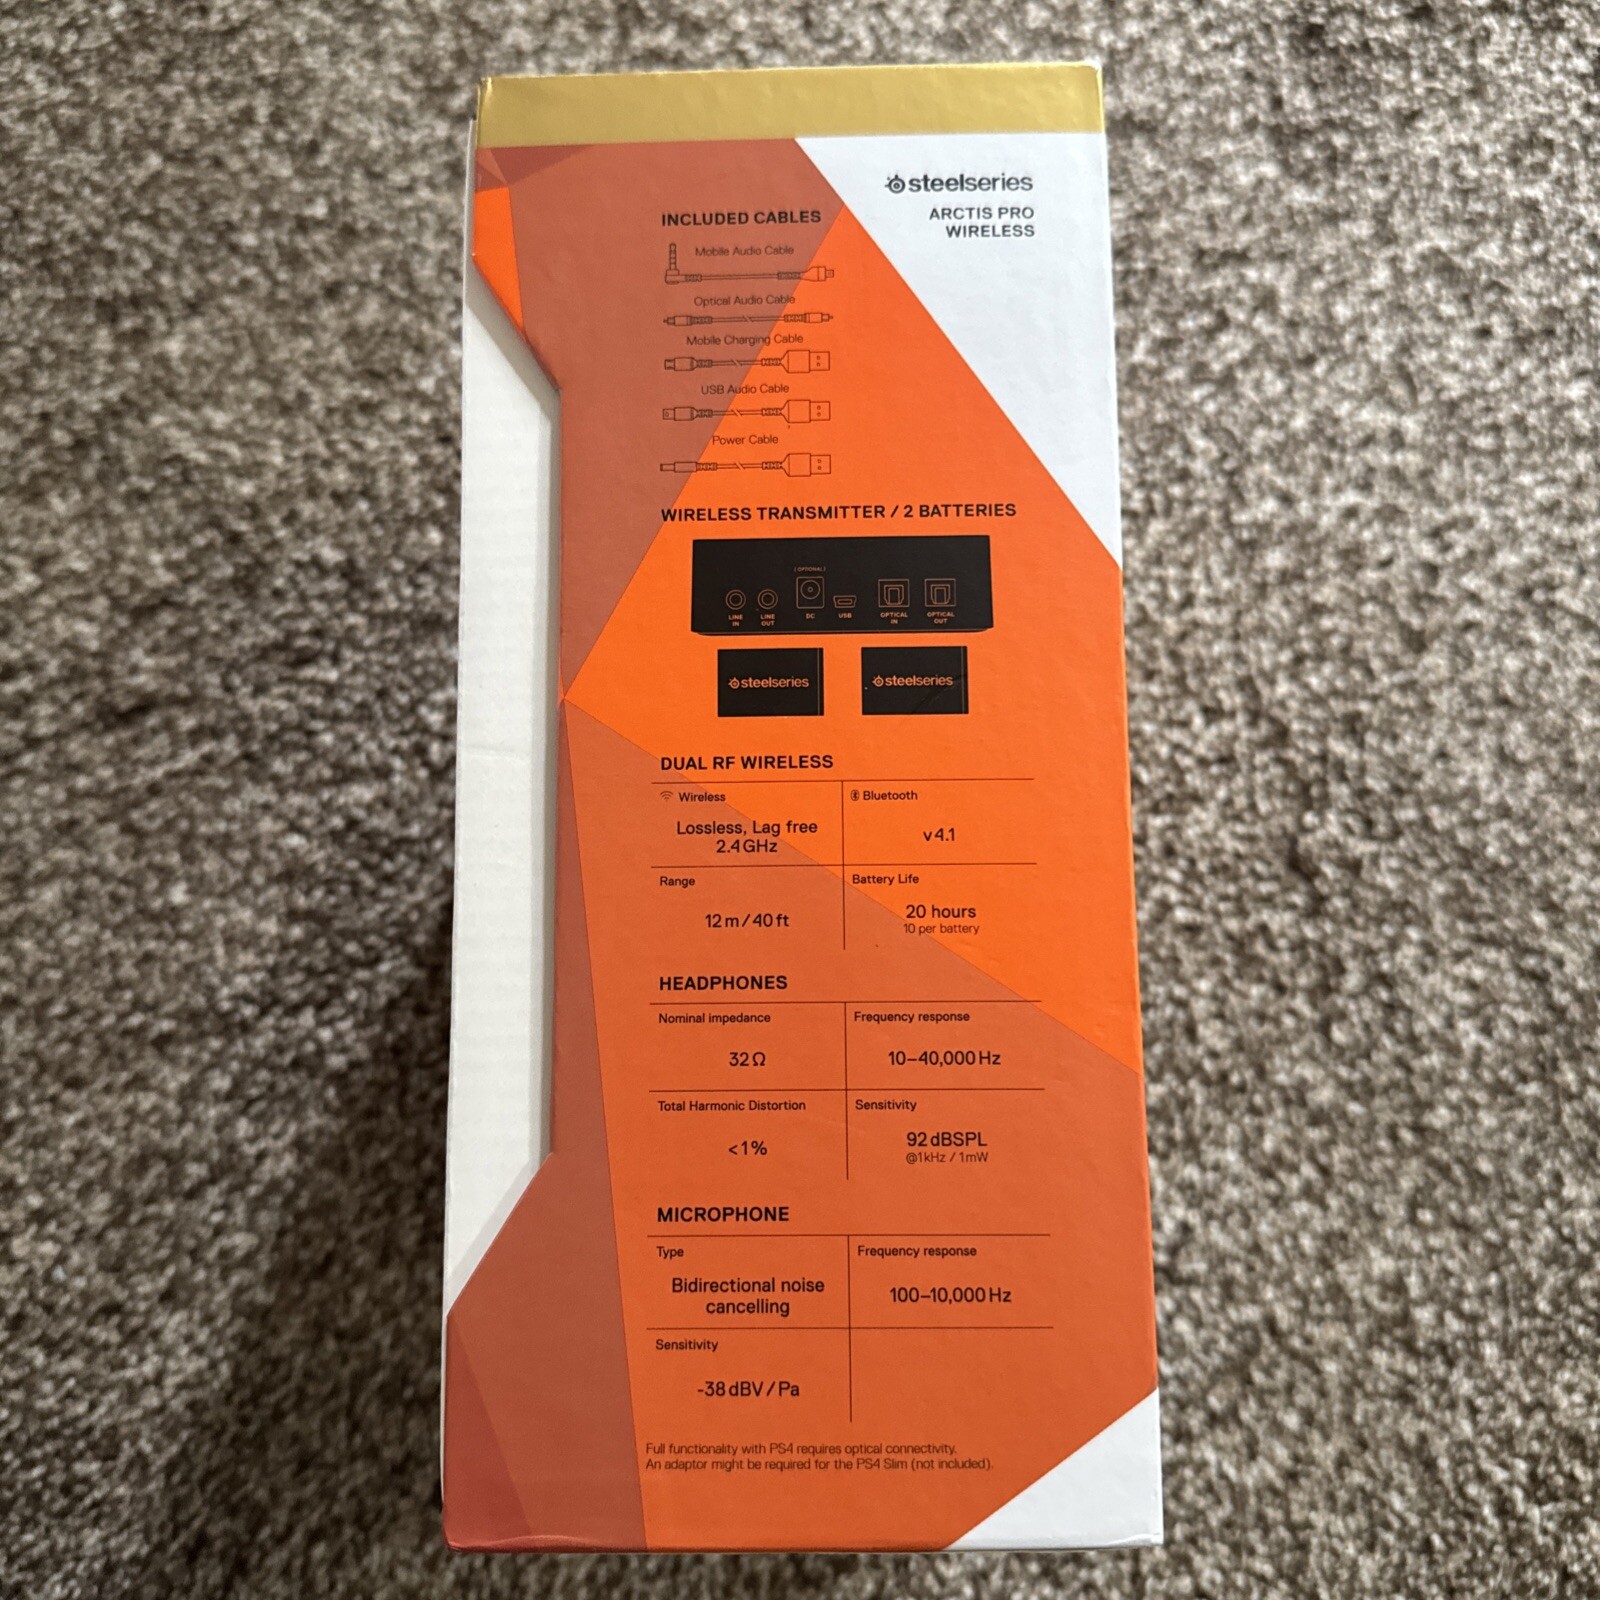 steelseries
ARCTIS PRO
WIRELESS
INCLUDED CABLES
Mobile Audio Cable
Optical Audio Cable
Mobile Charging Cable
USB Audio Cable
Power Cable
WIRELESS TRANSMITTER / 2 BATTERIES
( OPTIONAL )
LINE IN
LINE OUT
DC
USB
OPTICAL IN
OPTICAL OUT
steelseries
steelseries
DUAL RF WIRELESS
Wireless
Lossless, Lag free
2.4GHz
Bluetooth
v4.1
Range
12 m / 40 ft
Battery Life
20 hours
10 per battery
HEADPHONES
Nominal impedance
32 Ω
Frequency response
10–40,000 Hz
Total Harmonic Distortion
<1%
Sensitivity
92 dBSPL
@1kHz / 1mW
MICROPHONE
Type
Bidirectional noise
cancelling
Frequency response
100–10,000 Hz
Sensitivity
-38 dBV / Pa
Full functionality with PS4 requires optical connectivity.
An adaptor might be required for the PS4 Slim (not included).